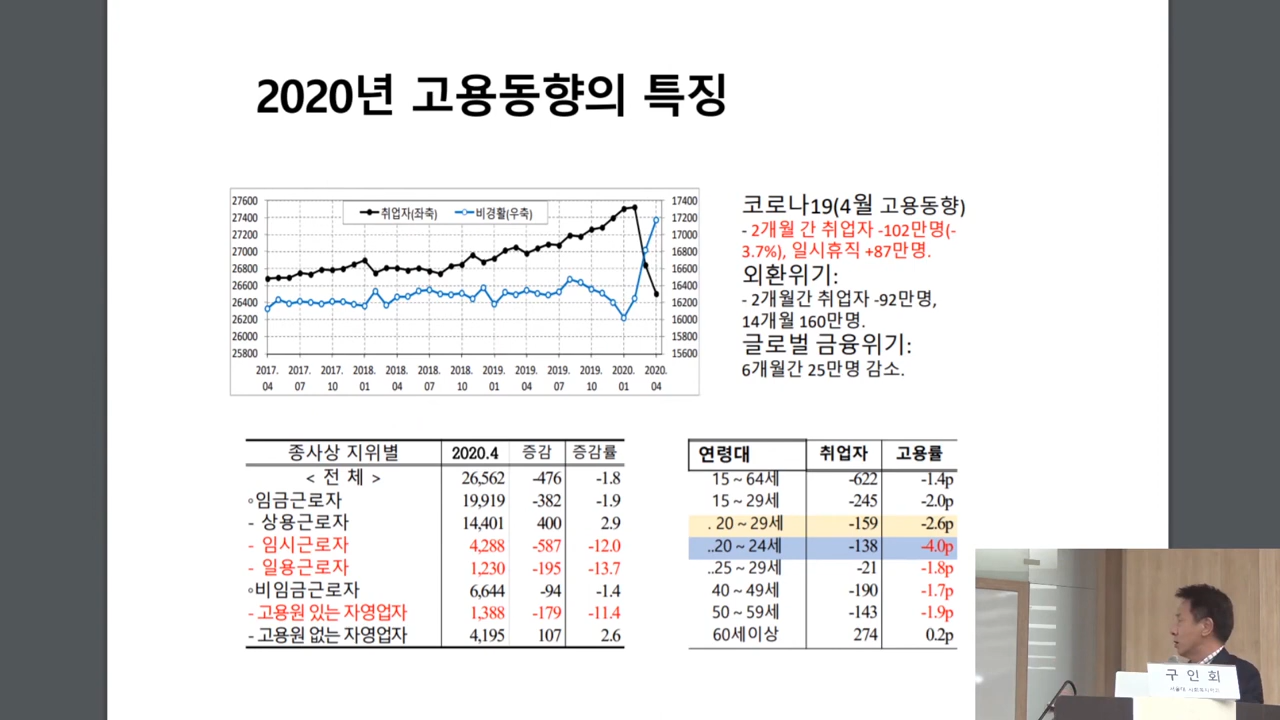 2020년 고용동향의 특징
27600
27400
27200
27000
26800
26600
26400
26200
26000
25800
취업자(좌축) 비경활(우축)
17400
17200
17000
16800
16600
16400
16200
16000
15800
15600
2017. 2017. 2017. 2018. 2018. 2018. 2018. 2019. 2019. 2019. 2019. 2020. 2020.
04 07 10 01 04 07 10 01 04 07 10 01 04
코로나19(4월 고용동향)
- 2개월 간 취업자 -102만명(-
3.7%), 일시휴직 +87만명.
외환위기:
- 2개월간 취업자 -92만명,
14개월 160만명.
글로벌 금융위기:
6개월간 25만명 감소.
종사상 지위별 2020.4 증감 증감률
< 전 체 > 26,562 -476 -1.8
◦임금근로자 19,919 -382 -1.9
- 상용근로자 14,401 400 2.9
- 임시근로자 4,288 -587 -12.0
- 일용근로자 1,230 -195 -13.7
◦비임금근로자 6,644 -94 -1.4
- 고용원 있는 자영업자 1,388 -179 -11.4
- 고용원 없는 자영업자 4,195 107 2.6
연령대 취업자 고용률
15 ~ 64세 -622 -1.4p
15 ~ 29세 -245 -2.0p
. 20 ~ 29세 -159 -2.6p
..20 ~ 24세 -138 -4.0p
..25 ~ 29세 -21 -1.8p
40 ~ 49세 -190 -1.7p
50 ~ 59세 -143 -1.9p
60세이상 274 0.2p
구 인 회